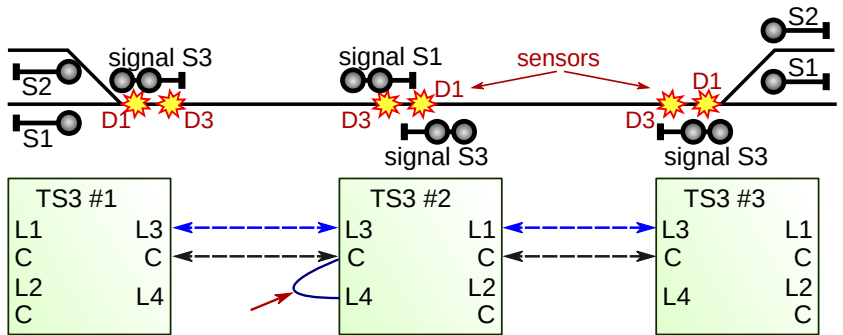 S2
signal S3
signal S1
sensors
S2
S1
D1
D1
S1
D1
D3
D3
D3
signal S3
signal S3
TS3 #1
TS3 #2
TS3 #3
L1 L3
L3 L1
L3 L1
C C
C C
C C
L2 L4
L4 L2
L4 L2
C
C
C